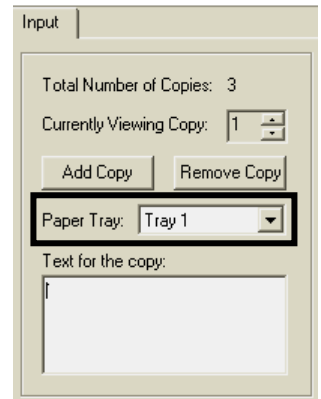 Input
Total Number of Copies: 3
Currently Viewing Copy: 1
Add Copy Remove Copy
Paper Tray: Tray 1
Text for the copy: